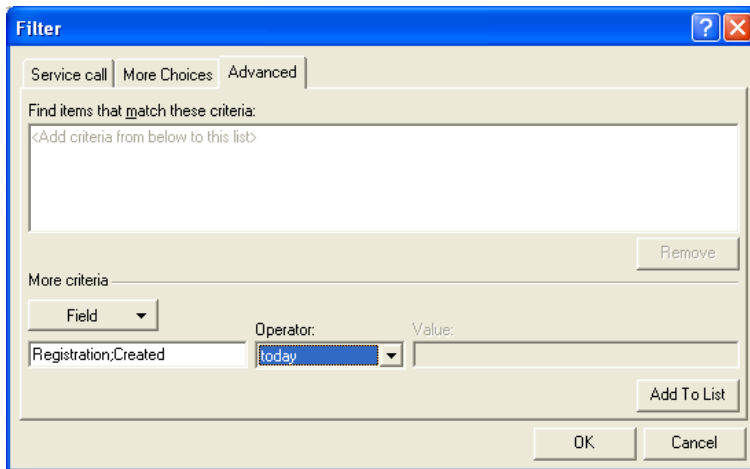 Filter
Service call More Choices Advanced
Find items that match these criteria:
<Add criteria from below to this list>
Remove
More criteria
Field
Operator: Value:
Registration;Created today
Add To List
OK Cancel